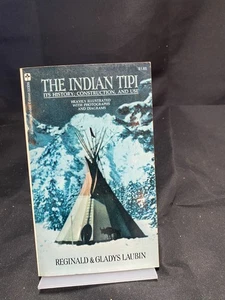 THE INDIAN TIPI
ITS HISTORY, CONSTRUCTION, AND USE
HEAVILY ILLUSTRATED
WITH PHOTOGRAPHS
AND DIAGRAMS
REGINALD & GLADYS LAUBIN